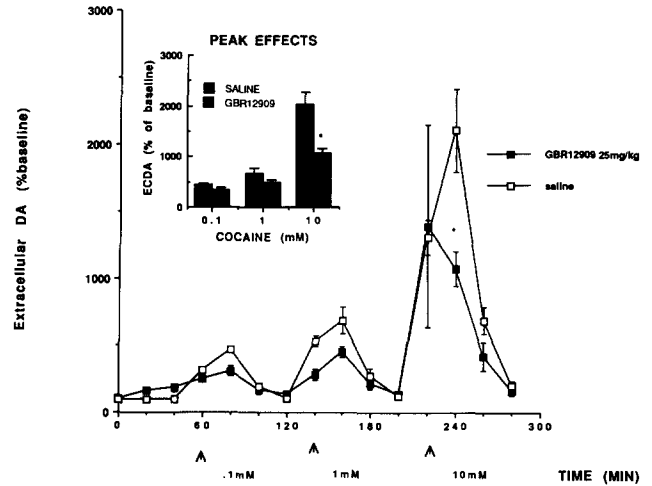 3000
2000
1000
0
Extracellular DA (%baseline)
PEAK EFFECTS
3000
2000
1000
0
ECDA (% of baseline)
SALINE
GBR12909
*
0.1 1 10
COCAINE (mM)
GBR12909 25mg/kg
saline
*
0 60 120 180 240 300
.1mM 1mM 10mM
TIME (MIN)